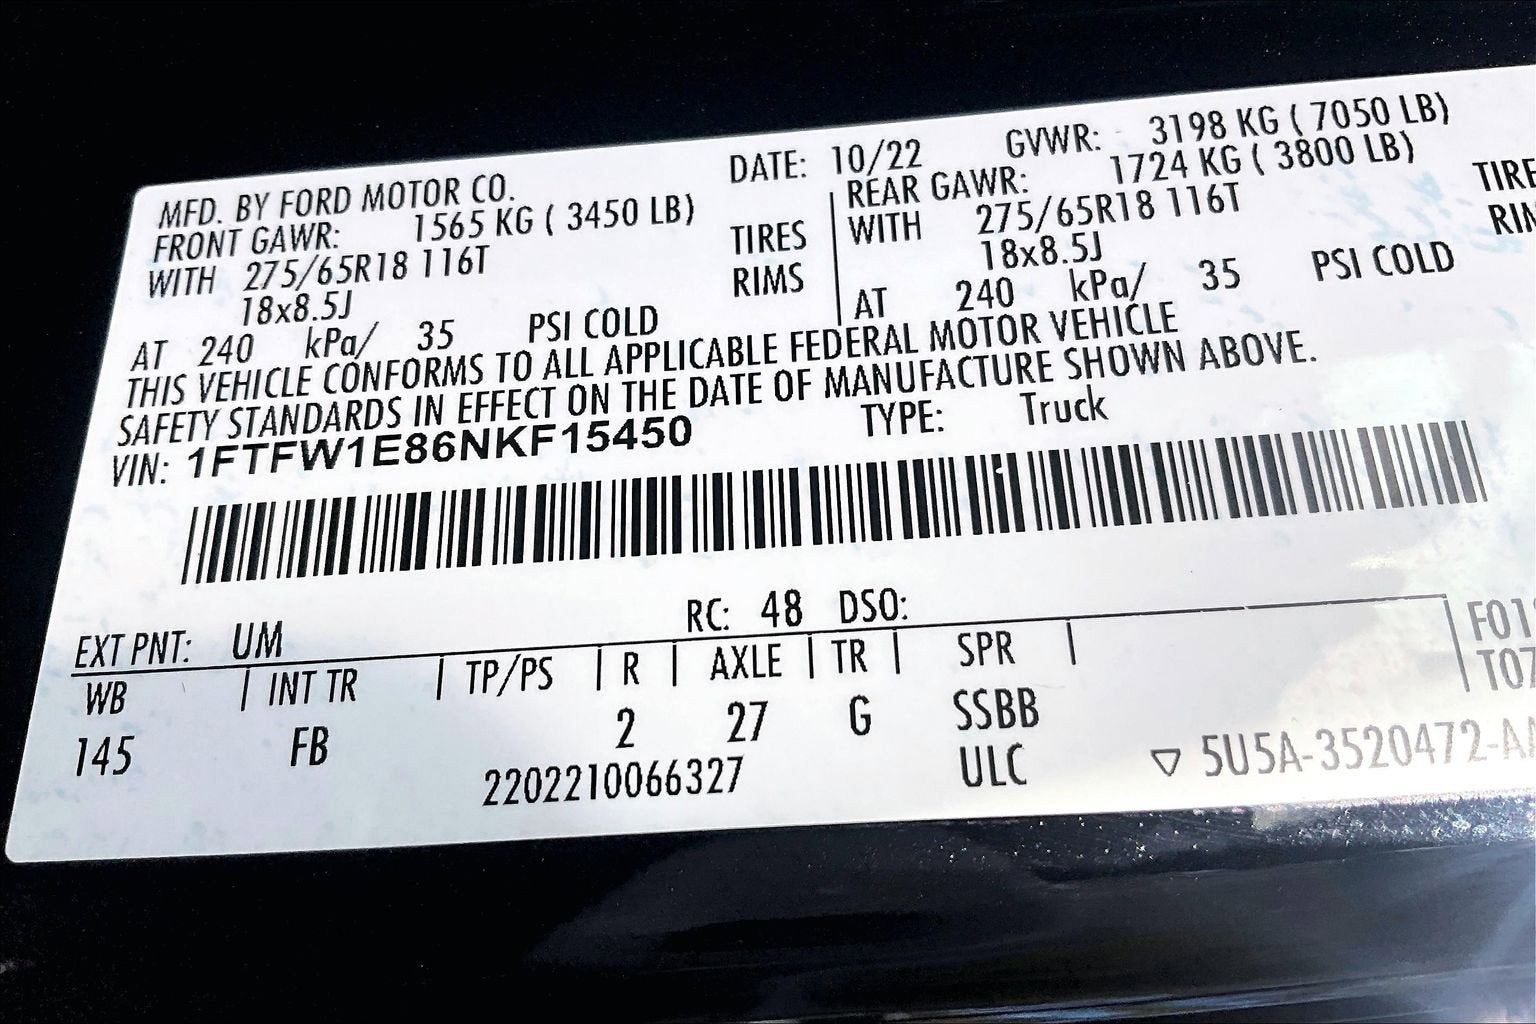 MFD. BY FORD MOTOR CO. DATE: 10/22 GVWR: 3198 KG ( 7050 LB)
FRONT GAWR: 1565 KG ( 3450 LB) REAR GAWR: 1724 KG ( 3800 LB)
WITH 275/65R18 116T TIRES WITH 275/65R18 116T
18x8.5J RIMS 18x8.5J
AT 240 kPa/ 35 PSI COLD AT 240 kPa/ 35 PSI COLD
THIS VEHICLE CONFORMS TO ALL APPLICABLE FEDERAL MOTOR VEHICLE
SAFETY STANDARDS IN EFFECT ON THE DATE OF MANUFACTURE SHOWN ABOVE.
VIN: 1FTFW1E86NKF15450 TYPE: Truck
EXT PNT: UM RC: 48 DSO:
WB INT TR TP/PS R AXLE TR SPR
145 FB 2 27 G SSBB
2202210066327 ULC ▽ 5U5A-3520472-